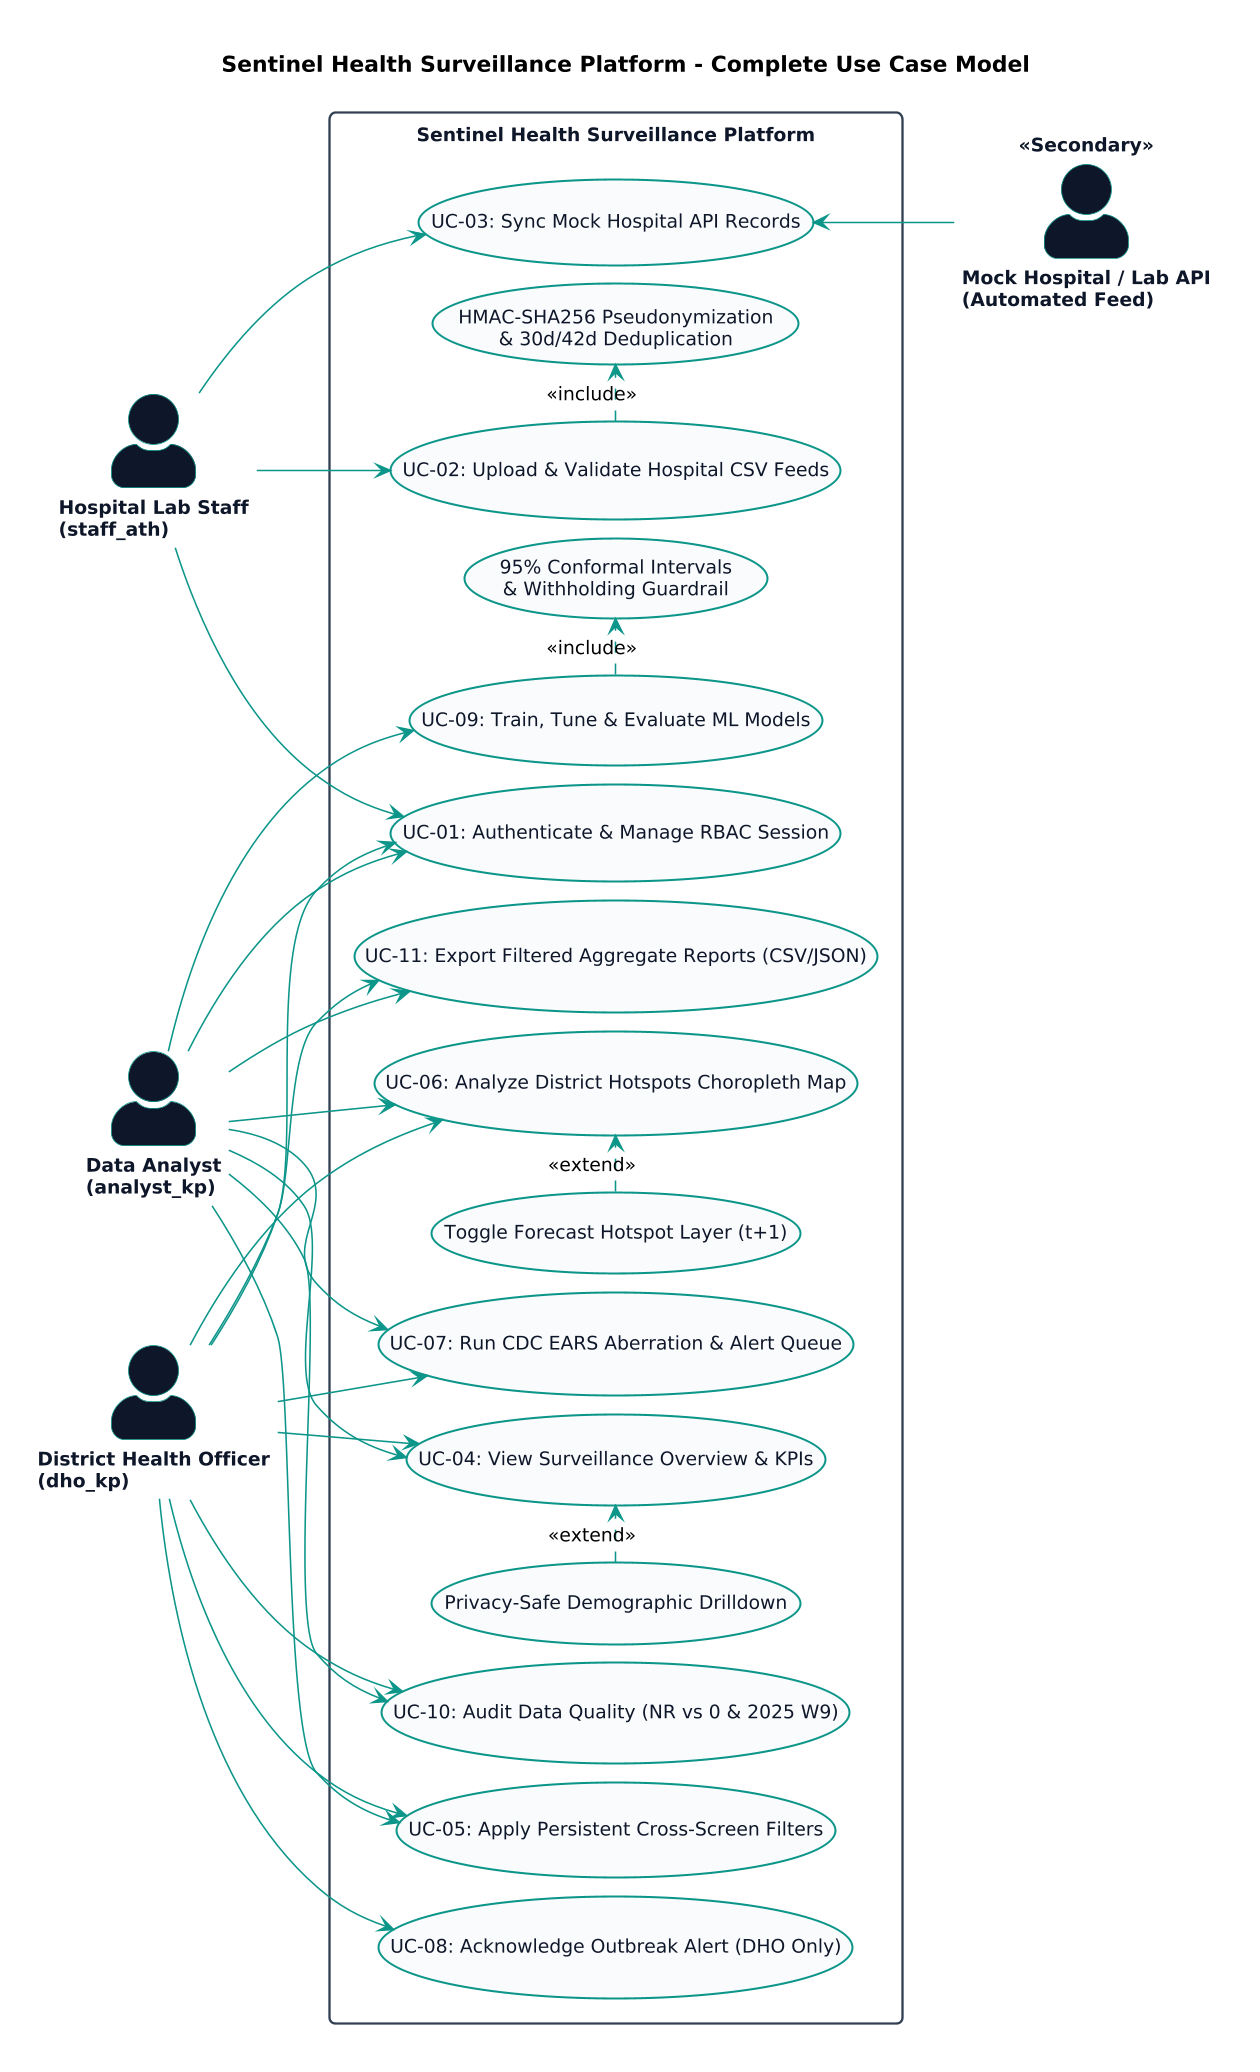 Sentinel Health Surveillance Platform - Complete Use Case Model
Sentinel Health Surveillance Platform
«Secondary»
Mock Hospital / Lab API
(Automated Feed)
UC-03: Sync Mock Hospital API Records
HMAC-SHA256 Pseudonymization
& 30d/42d Deduplication
«include»
UC-02: Upload & Validate Hospital CSV Feeds
Hospital Lab Staff
(staff_ath)
95% Conformal Intervals
& Withholding Guardrail
«include»
UC-09: Train, Tune & Evaluate ML Models
UC-01: Authenticate & Manage RBAC Session
UC-11: Export Filtered Aggregate Reports (CSV/JSON)
UC-06: Analyze District Hotspots Choropleth Map
Data Analyst
(analyst_kp)
«extend»
Toggle Forecast Hotspot Layer (t+1)
UC-07: Run CDC EARS Aberration & Alert Queue
District Health Officer
(dho_kp)
UC-04: View Surveillance Overview & KPIs
«extend»
Privacy-Safe Demographic Drilldown
UC-10: Audit Data Quality (NR vs 0 & 2025 W9)
UC-05: Apply Persistent Cross-Screen Filters
UC-08: Acknowledge Outbreak Alert (DHO Only)